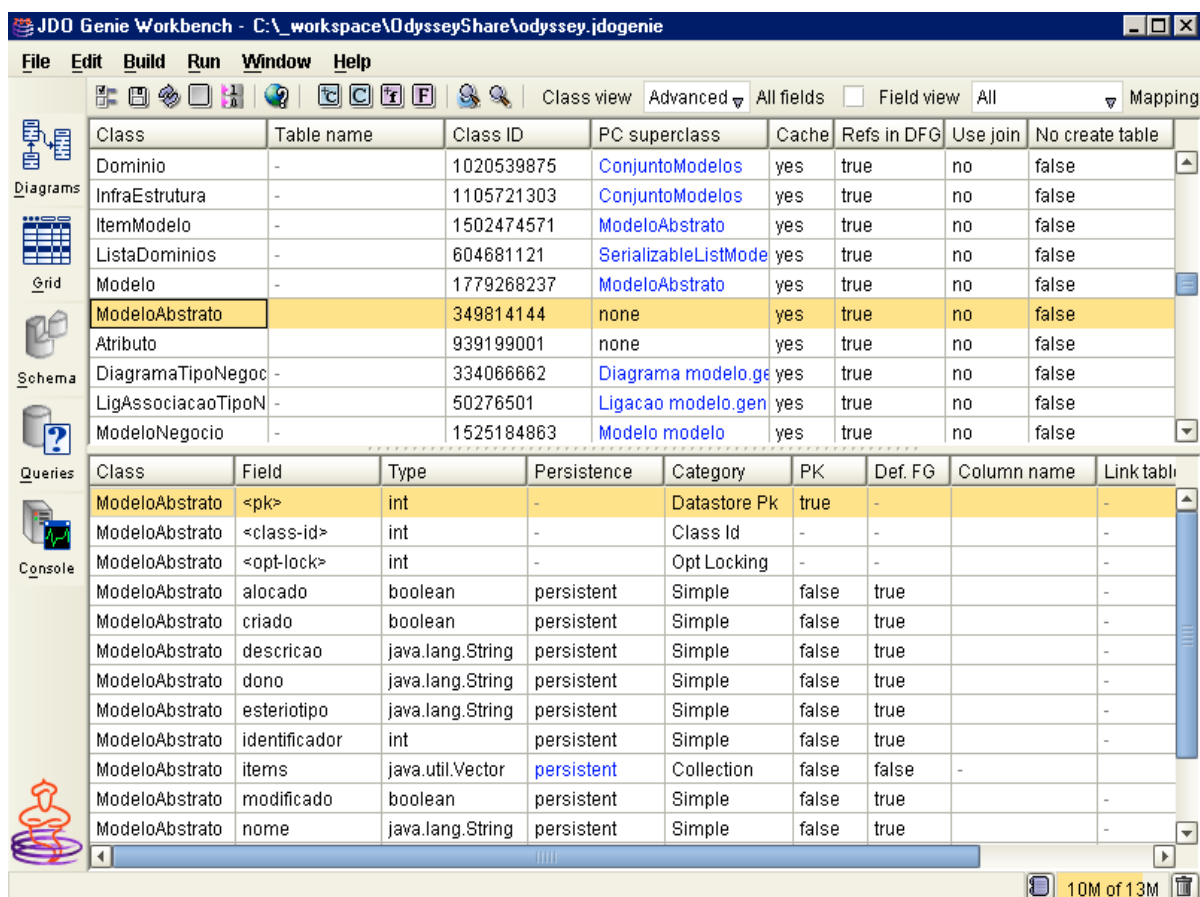 JDO Genie Workbench - C:\_workspace\OdysseyShare\odyssey.jdogenie
File Edit Build Run Window Help
Class view Advanced All fields Field view All Mapping
Diagrams
Grid
Schema
Queries
Console
Class Table name Class ID PC superclass Cache Refs in DFG Use join No create table
Dominio - 1020539875 ConjuntoModelos yes true no false
InfraEstrutura - 1105721303 ConjuntoModelos yes true no false
ItemModelo - 1502474571 ModeloAbstrato yes true no false
ListaDominios - 604681121 SerializableListMode yes true no false
Modelo - 1779268237 ModeloAbstrato yes true no false
ModeloAbstrato 349814144 none yes true no false
Atributo 939199001 none yes true no false
DiagramaTipoNegoc - 334066662 Diagrama modelo.ge yes true no false
LigAssociacaoTipoN - 50276501 Ligacao modelo.gen yes true no false
ModeloNegocio - 1525184863 Modelo modelo yes true no false
Class Field Type Persistence Category PK Def. FG Column name Link tabl
ModeloAbstrato <pk> int - Datastore Pk true - -
ModeloAbstrato <class-id> int - Class Id - - -
ModeloAbstrato <opt-lock> int - Opt Locking - - -
ModeloAbstrato alocado boolean persistent Simple false true -
ModeloAbstrato criado boolean persistent Simple false true -
ModeloAbstrato descricao java.lang.String persistent Simple false true -
ModeloAbstrato dono java.lang.String persistent Simple false true -
ModeloAbstrato esteriotipo java.lang.String persistent Simple false true -
ModeloAbstrato identificador int persistent Simple false true -
ModeloAbstrato items java.util.Vector persistent Collection false false -
ModeloAbstrato modificado boolean persistent Simple false true -
ModeloAbstrato nome java.lang.String persistent Simple false true -
10M of 13M